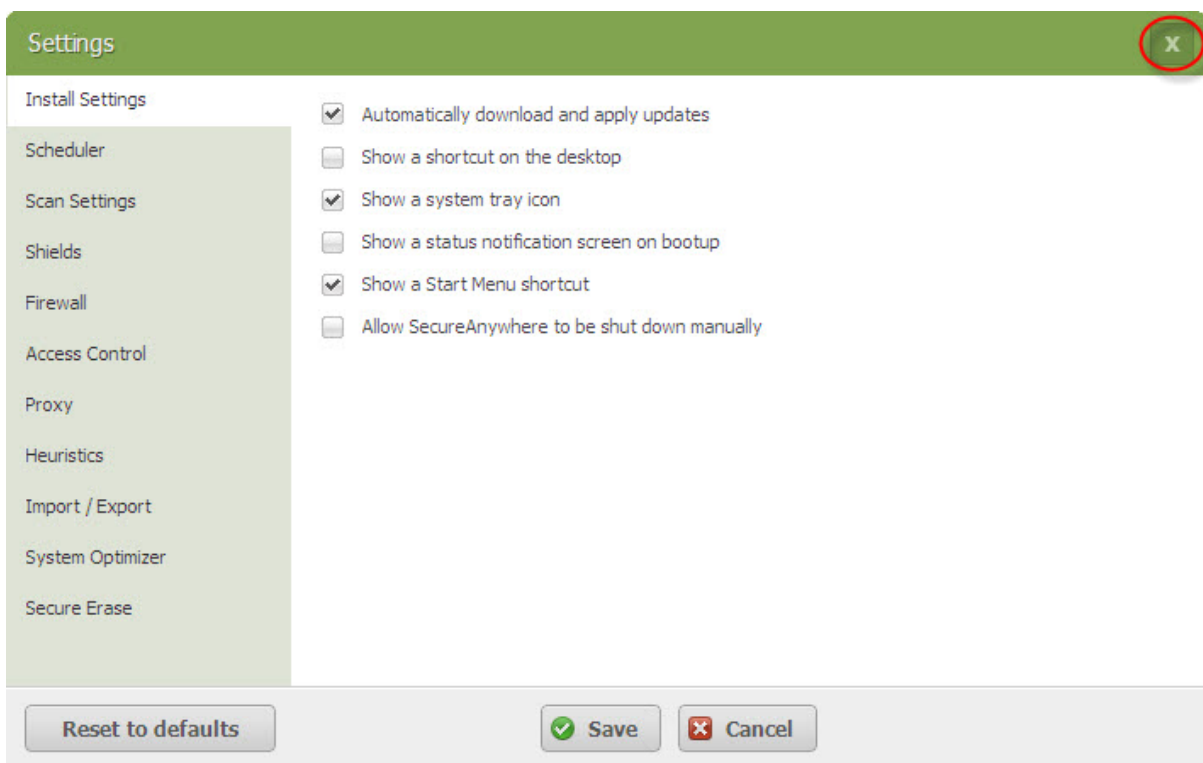 Settings
X
Install Settings
Scheduler
Scan Settings
Shields
Firewall
Access Control
Proxy
Heuristics
Import / Export
System Optimizer
Secure Erase
Automatically download and apply updates
Show a shortcut on the desktop
Show a system tray icon
Show a status notification screen on bootup
Show a Start Menu shortcut
Allow SecureAnywhere to be shut down manually
Reset to defaults
Save
Cancel